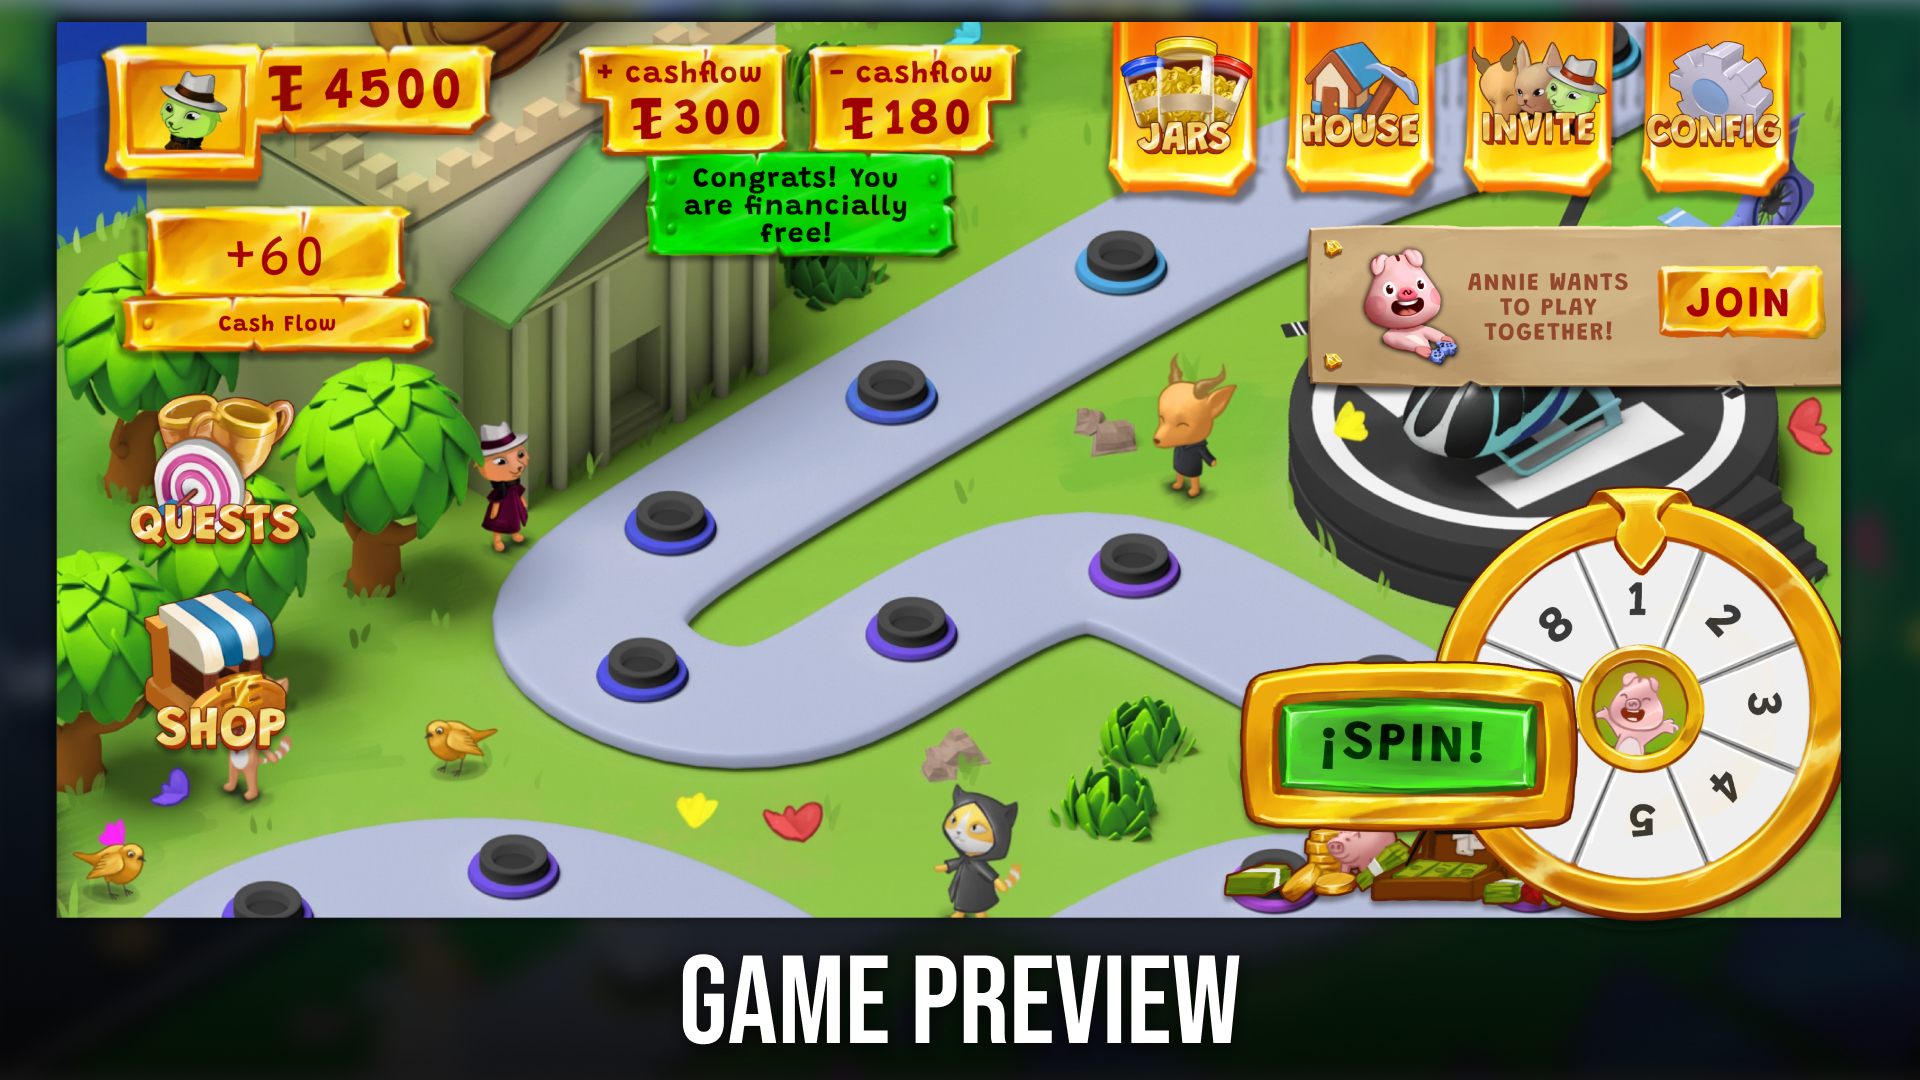 4500
+ cashflow
300
- cashflow
180
Congrats! You
are financially
free!
JARS
HOUSE
INVITE
CONFIG
+60
Cash Flow
ANNIE WANTS
TO PLAY
TOGETHER!
JOIN
QUESTS
SHOP
¡SPIN!
1
2
3
4
5
8
GAME PREVIEW